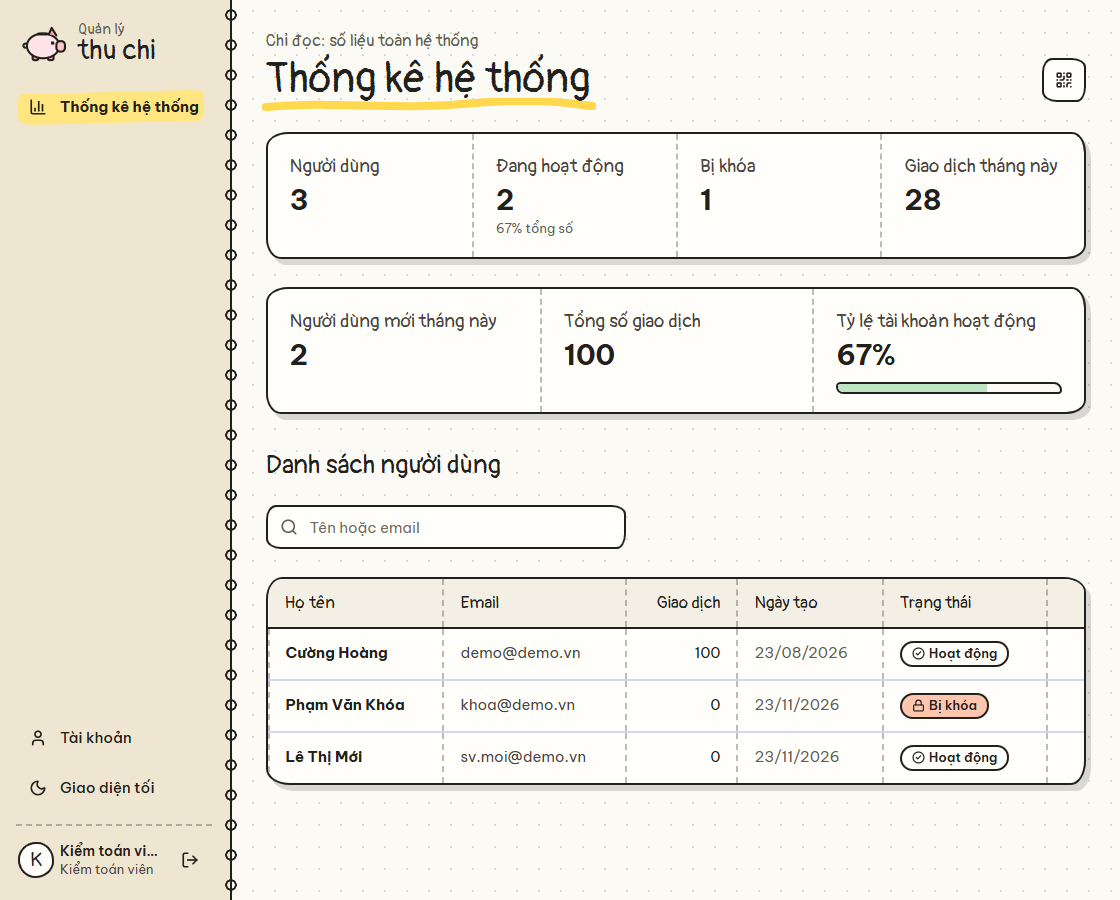 Quản lý
thu chi
Thống kê hệ thống
Tài khoản
Giao diện tối
K
Kiểm toán vi...
Kiểm toán viên
Chỉ đọc: số liệu toàn hệ thống
Thống kê hệ thống
Người dùng
3
Đang hoạt động
2
67% tổng số
Bị khóa
1
Giao dịch tháng này
28
Người dùng mới tháng này
2
Tổng số giao dịch
100
Tỷ lệ tài khoản hoạt động
67%
Danh sách người dùng
Tên hoặc email
Họ tên Email Giao dịch Ngày tạo Trạng thái
Cường Hoàng demo@demo.vn 100 23/08/2026 Hoạt động
Phạm Văn Khóa khoa@demo.vn 0 23/11/2026 Bị khóa
Lê Thị Mới sv.moi@demo.vn 0 23/11/2026 Hoạt động